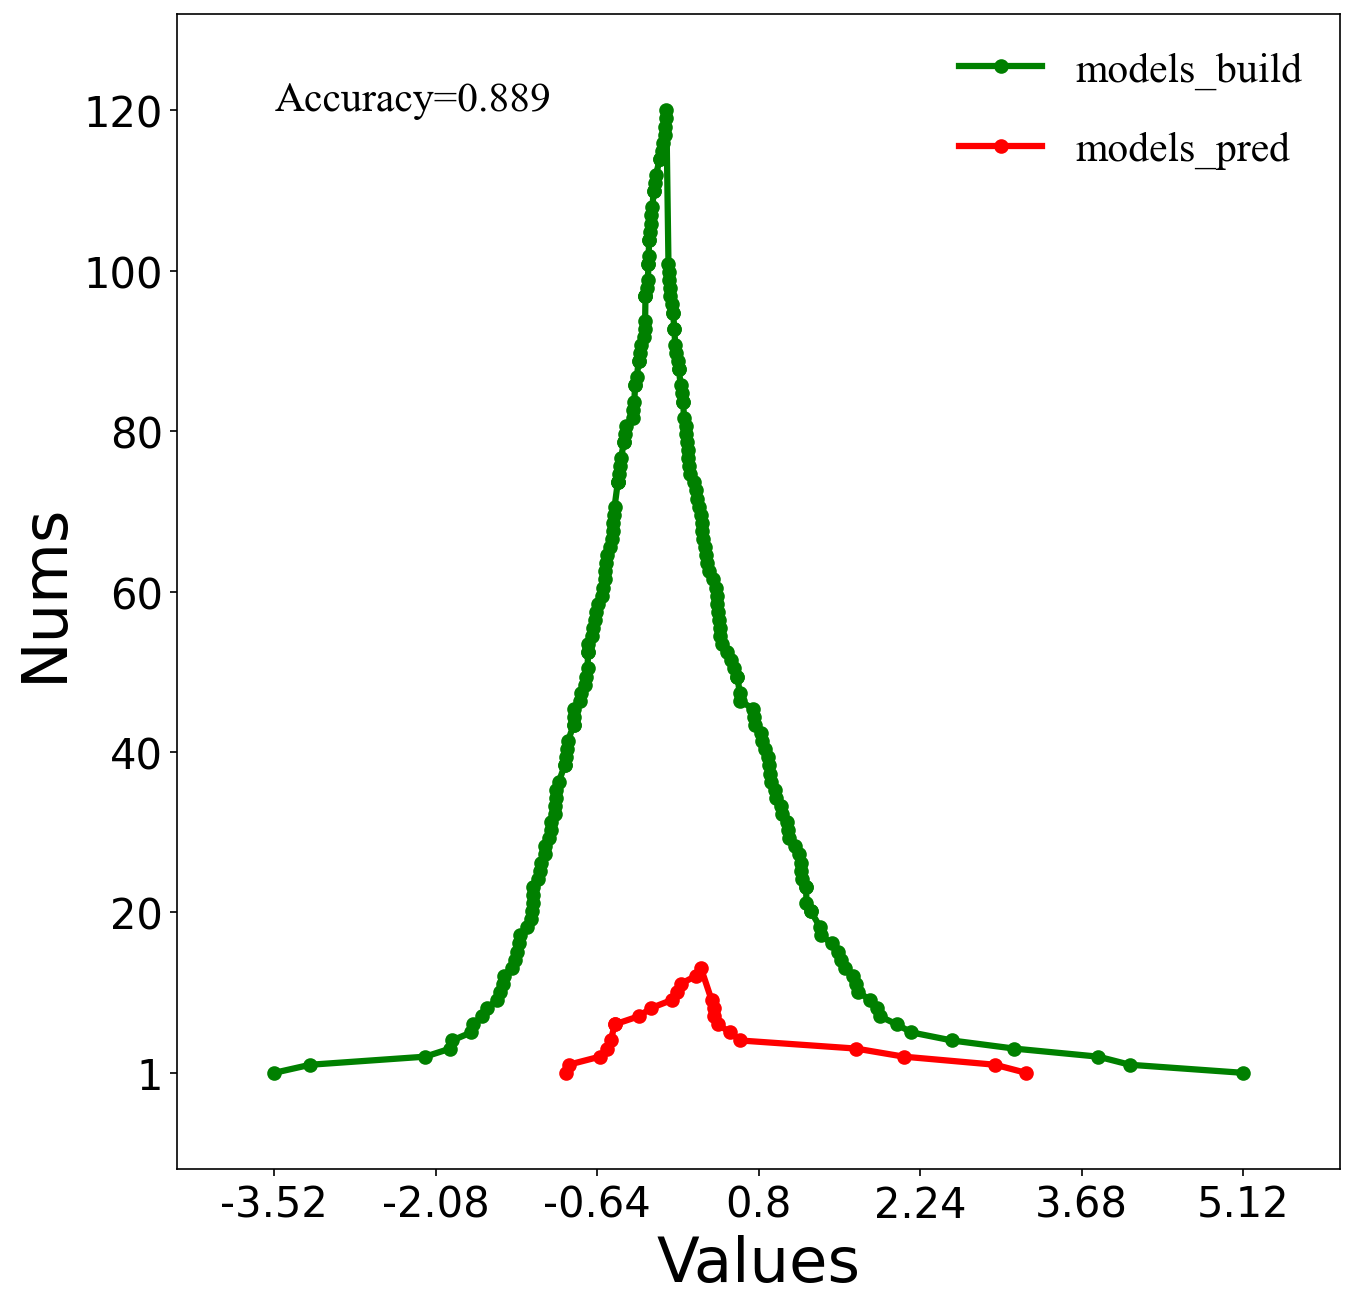 Accuracy=0.889
models_build
models_pred
120
100
80
60
40
20
1
Nums
-3.52
-2.08
-0.64
0.8
2.24
3.68
5.12
Values